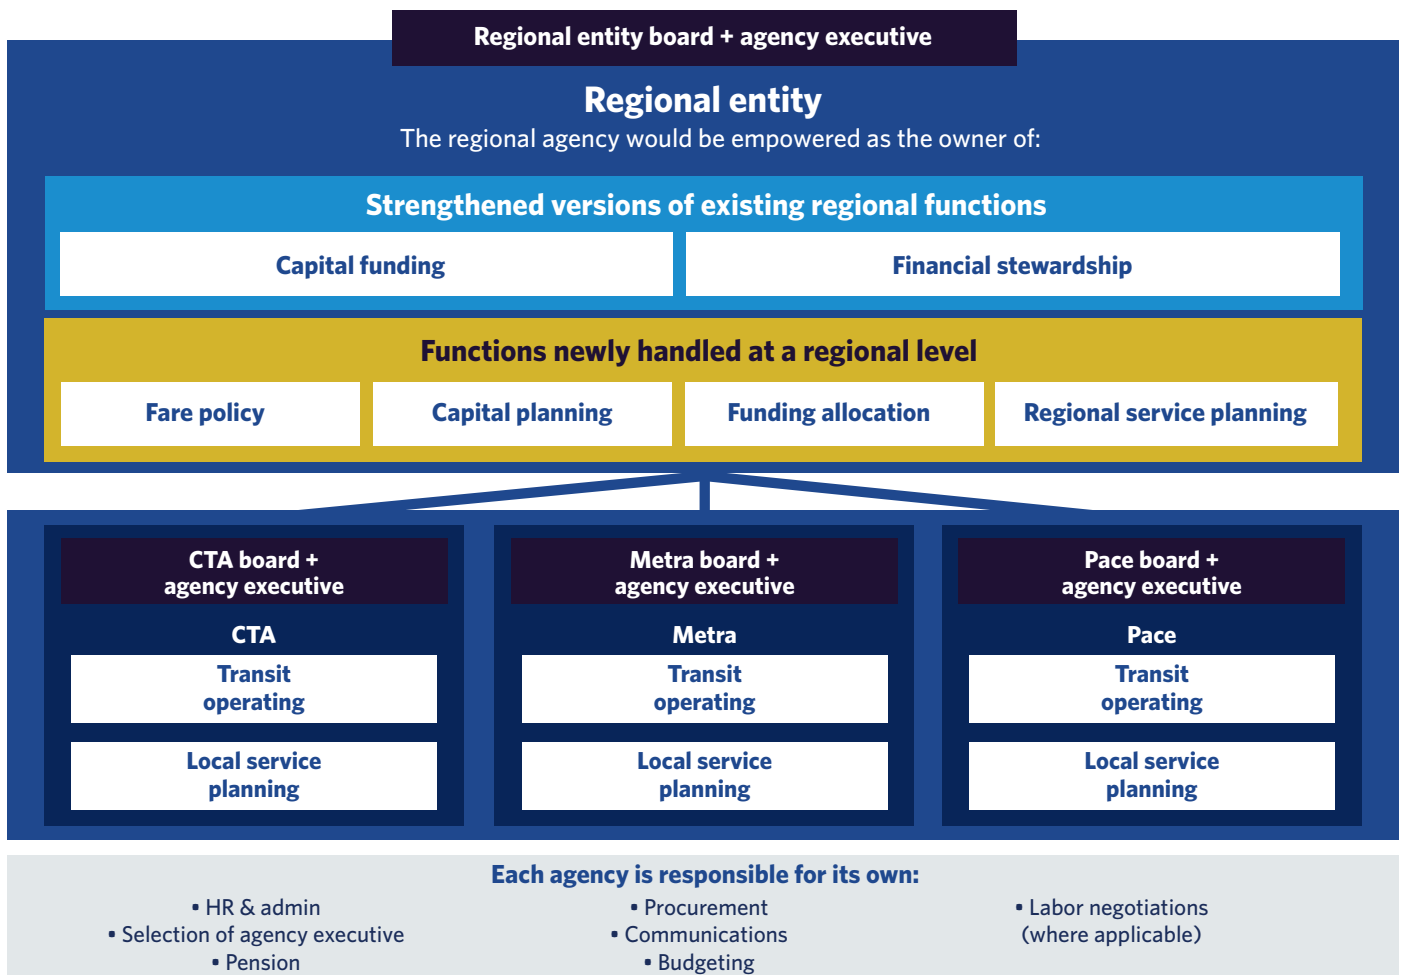 Regional entity board + agency executive
Regional entity
The regional agency would be empowered as the owner of:
Strengthened versions of existing regional functions
Capital funding
Financial stewardship
Functions newly handled at a regional level
Fare policy
Capital planning
Funding allocation
Regional service planning
CTA board +
agency executive
CTA
Transit
operating
Local service
planning
Metra board +
agency executive
Metra
Transit
operating
Local service
planning
Pace board +
agency executive
Pace
Transit
operating
Local service
planning
Each agency is responsible for its own:
▪ HR & admin
▪ Selection of agency executive
▪ Pension
▪ Procurement
▪ Communications
▪ Budgeting
▪ Labor negotiations
(where applicable)